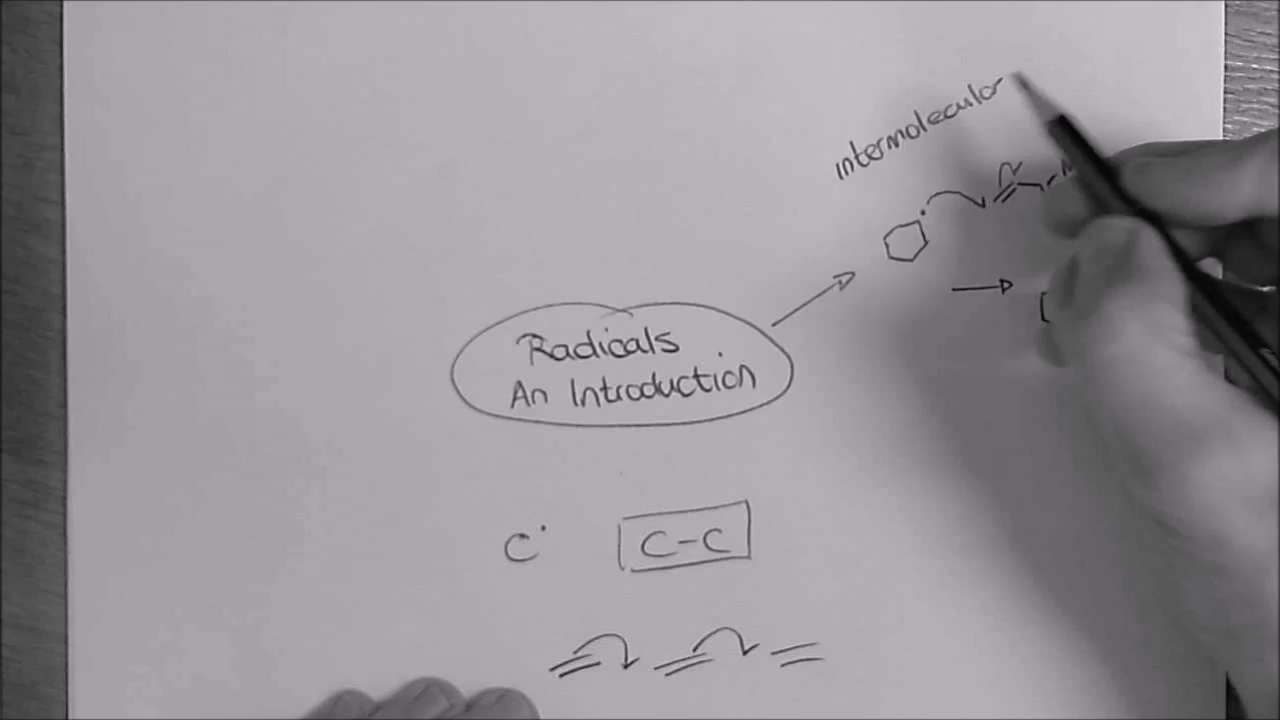 intermolecular
Radicals
An Introduction
C· C-C